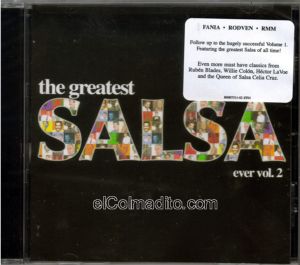 FANIA • RODVEN • RMM
Follow up to the hugely successful Volume 1.
Featuring the greatest Salsa of all time!
Even more must have classics from
Rubén Blades, Willie Colón, Héctor LaVoe
and the Queen of Salsa Celia Cruz.
the greatest
SALSA
ever vol. 2
elColmadito.com